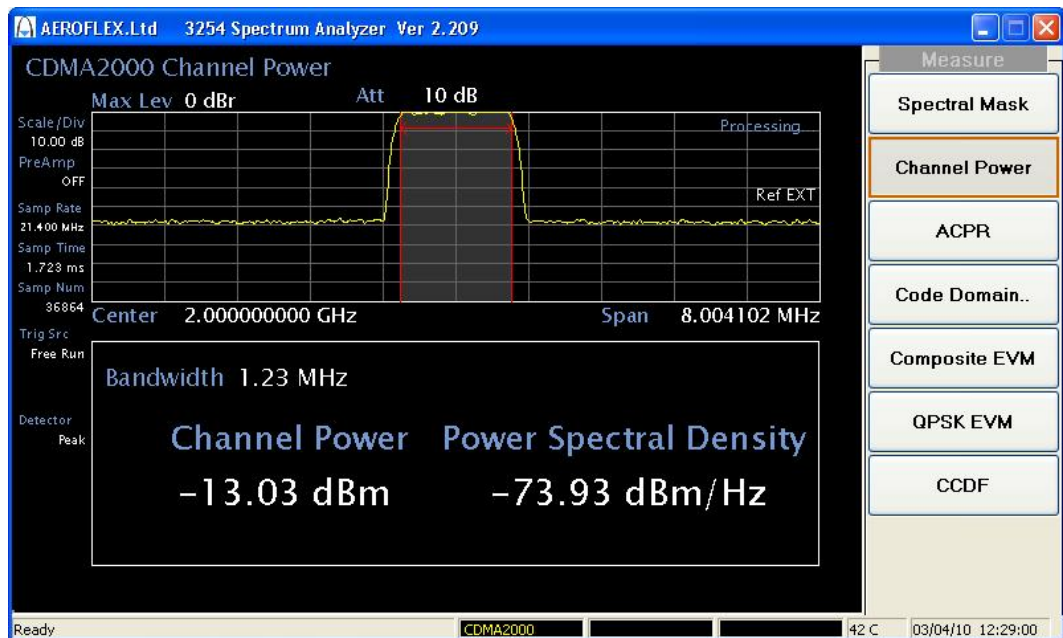 AEROFLEX.Ltd 3254 Spectrum Analyzer Ver 2.209
CDMA2000 Channel Power
Max Lev 0 dBr Att 10 dB
Scale/Div
10.00 dB
PreAmp
OFF
Samp Rate
21.400 MHz
Samp Time
1.723 ms
Samp Num
36864
Trig Src
Free Run
Detector
Peak
Processing...
Ref EXT
Center 2.000000000 GHz Span 8.004102 MHz
Bandwidth 1.23 MHz
Channel Power Power Spectral Density
-13.03 dBm -73.93 dBm/Hz
Measure
Spectral Mask
Channel Power
ACPR
Code Domain..
Composite EVM
QPSK EVM
CCDF
Ready CDMA2000 42 C 03/04/10 12:29:00